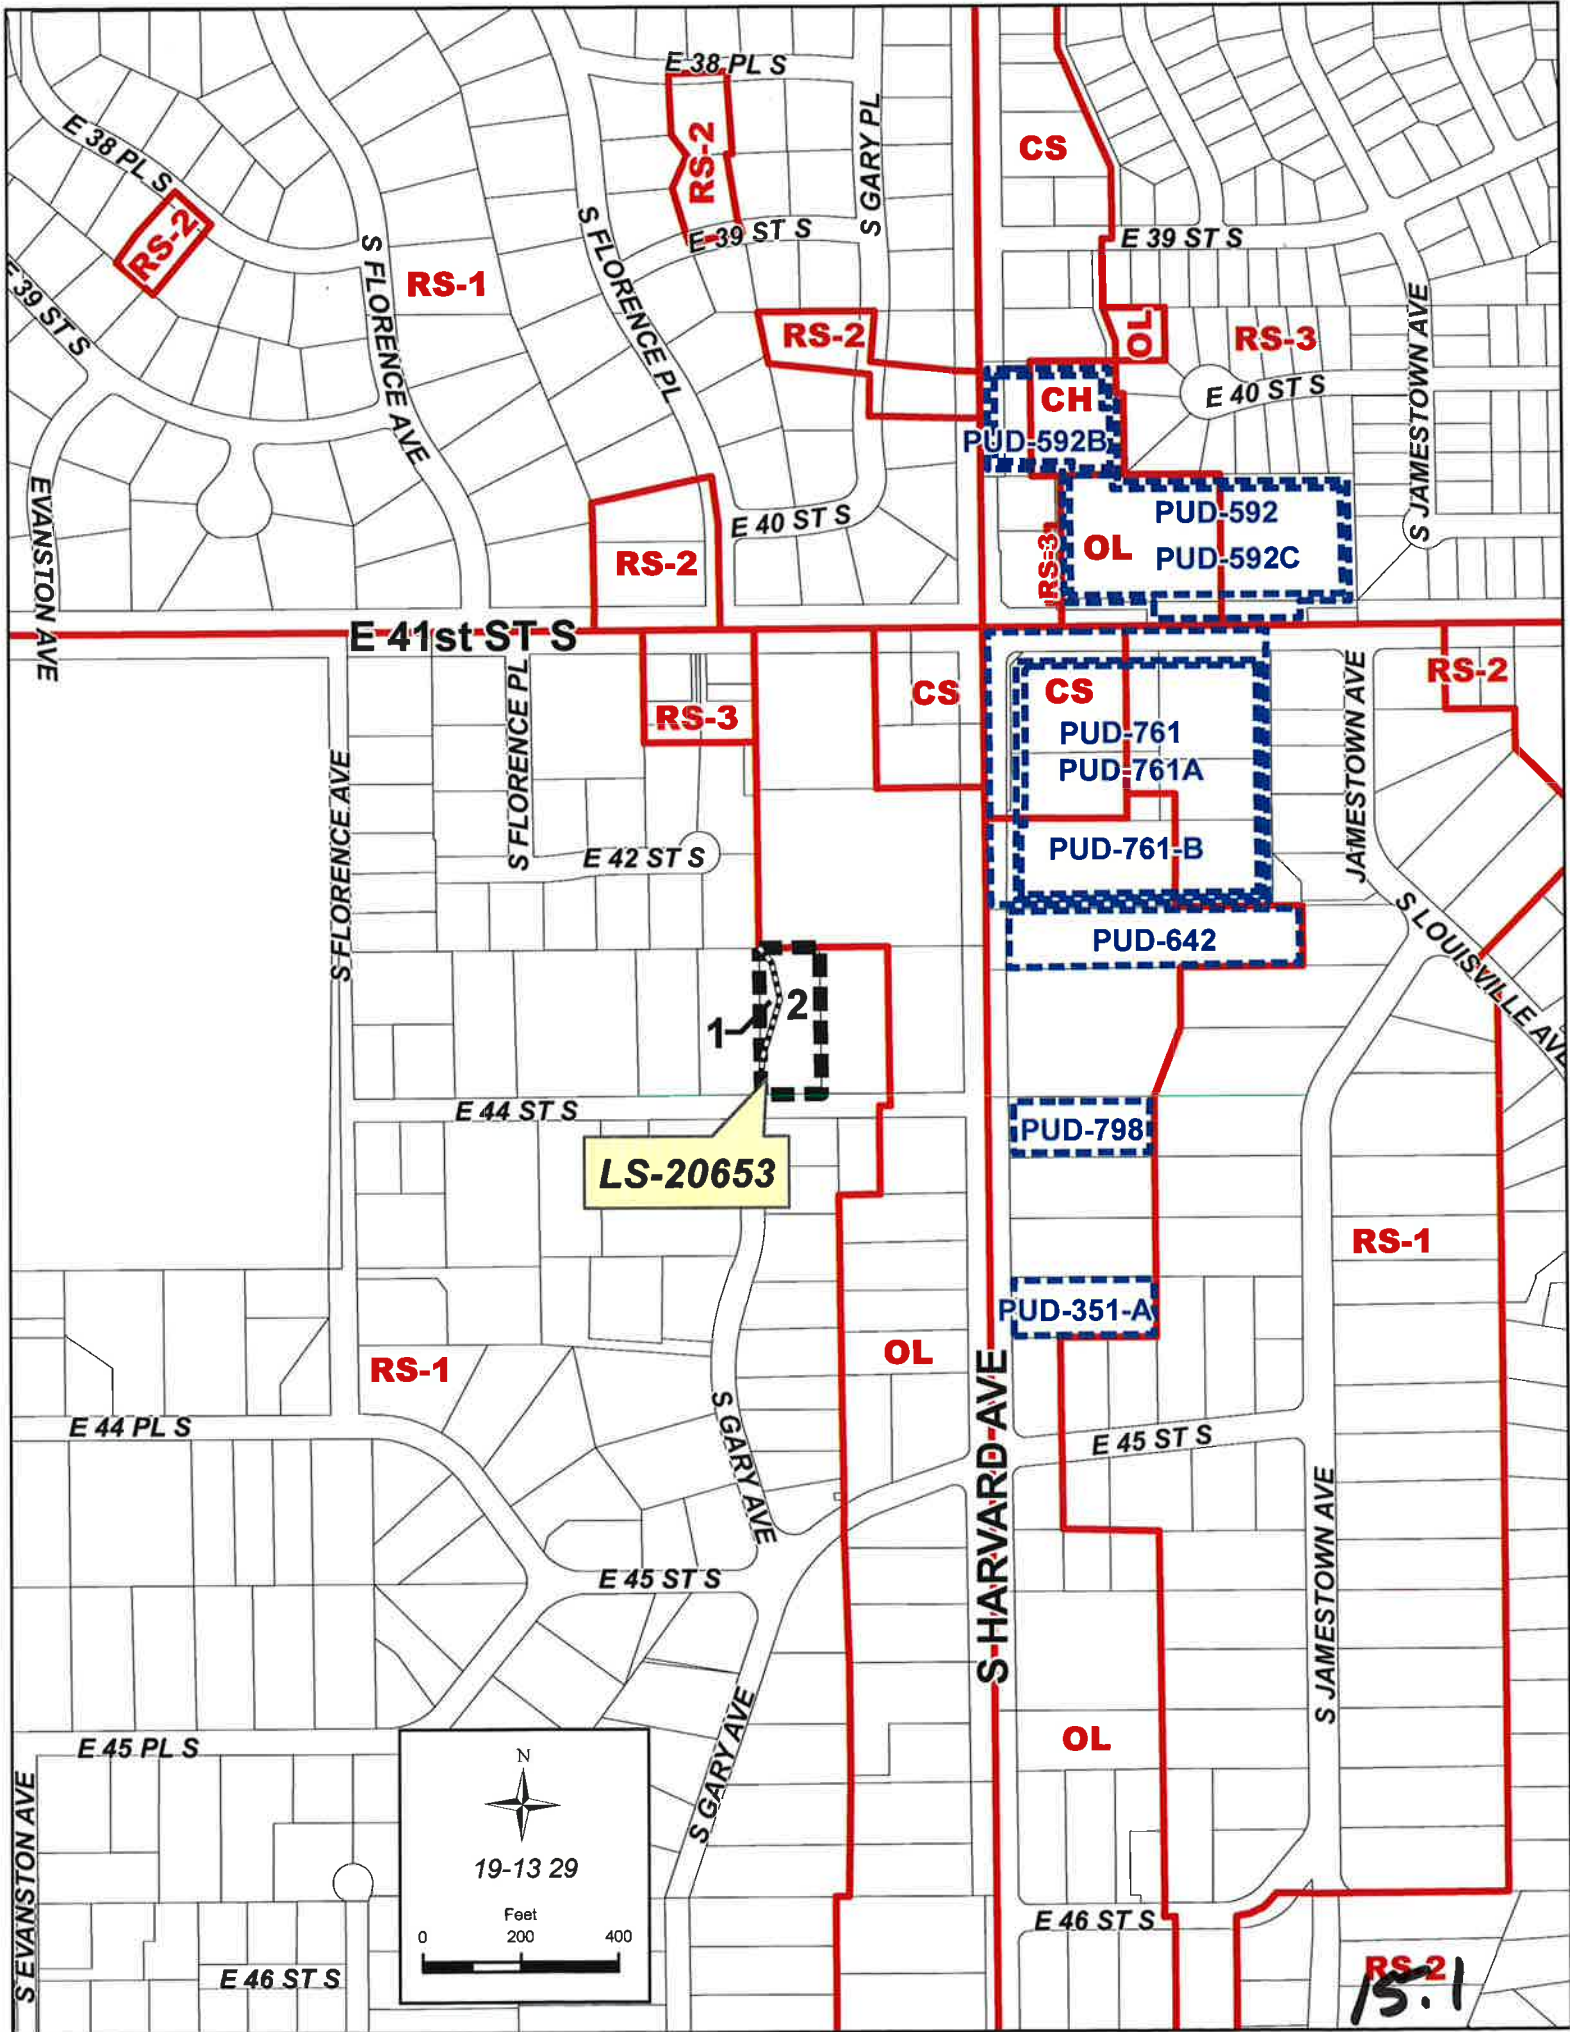 E 38 PL S
E 38 PL S
RS-2
S GARY PL
CS
RS-2
S FLORENCE AVE
S FLORENCE PL
E 39 ST S
E 39 ST S
E 39 ST S
RS-1
RS-2
OL
RS-3
S JAMESTOWN AVE
E 40 ST S
CH
PUD-592B
EVANSTON AVE
E 40 ST S
PUD-592
RS-2
RS-3
OL
PUD-592C
E 41st ST S
S FLORENCE PL
RS-3
CS
CS
JAMESTOWN AVE
RS-2
PUD-761
PUD-761A
S FLORENCE AVE
E 42 ST S
PUD-761-B
S LOUISVILLE AVE
PUD-642
1
2
E 44 ST S
PUD-798
LS-20653
RS-1
PUD-351-A
OL
RS-1
S GARY AVE
S HARVARD AVE
E 44 PL S
E 45 ST S
S JAMESTOWN AVE
E 45 ST S
S GARY AVE
E 45 PL S
OL
N
S EVANSTON AVE
19-13 29
Feet
0 200 400
E 46 ST S
E 46 ST S
RS-2
15.1